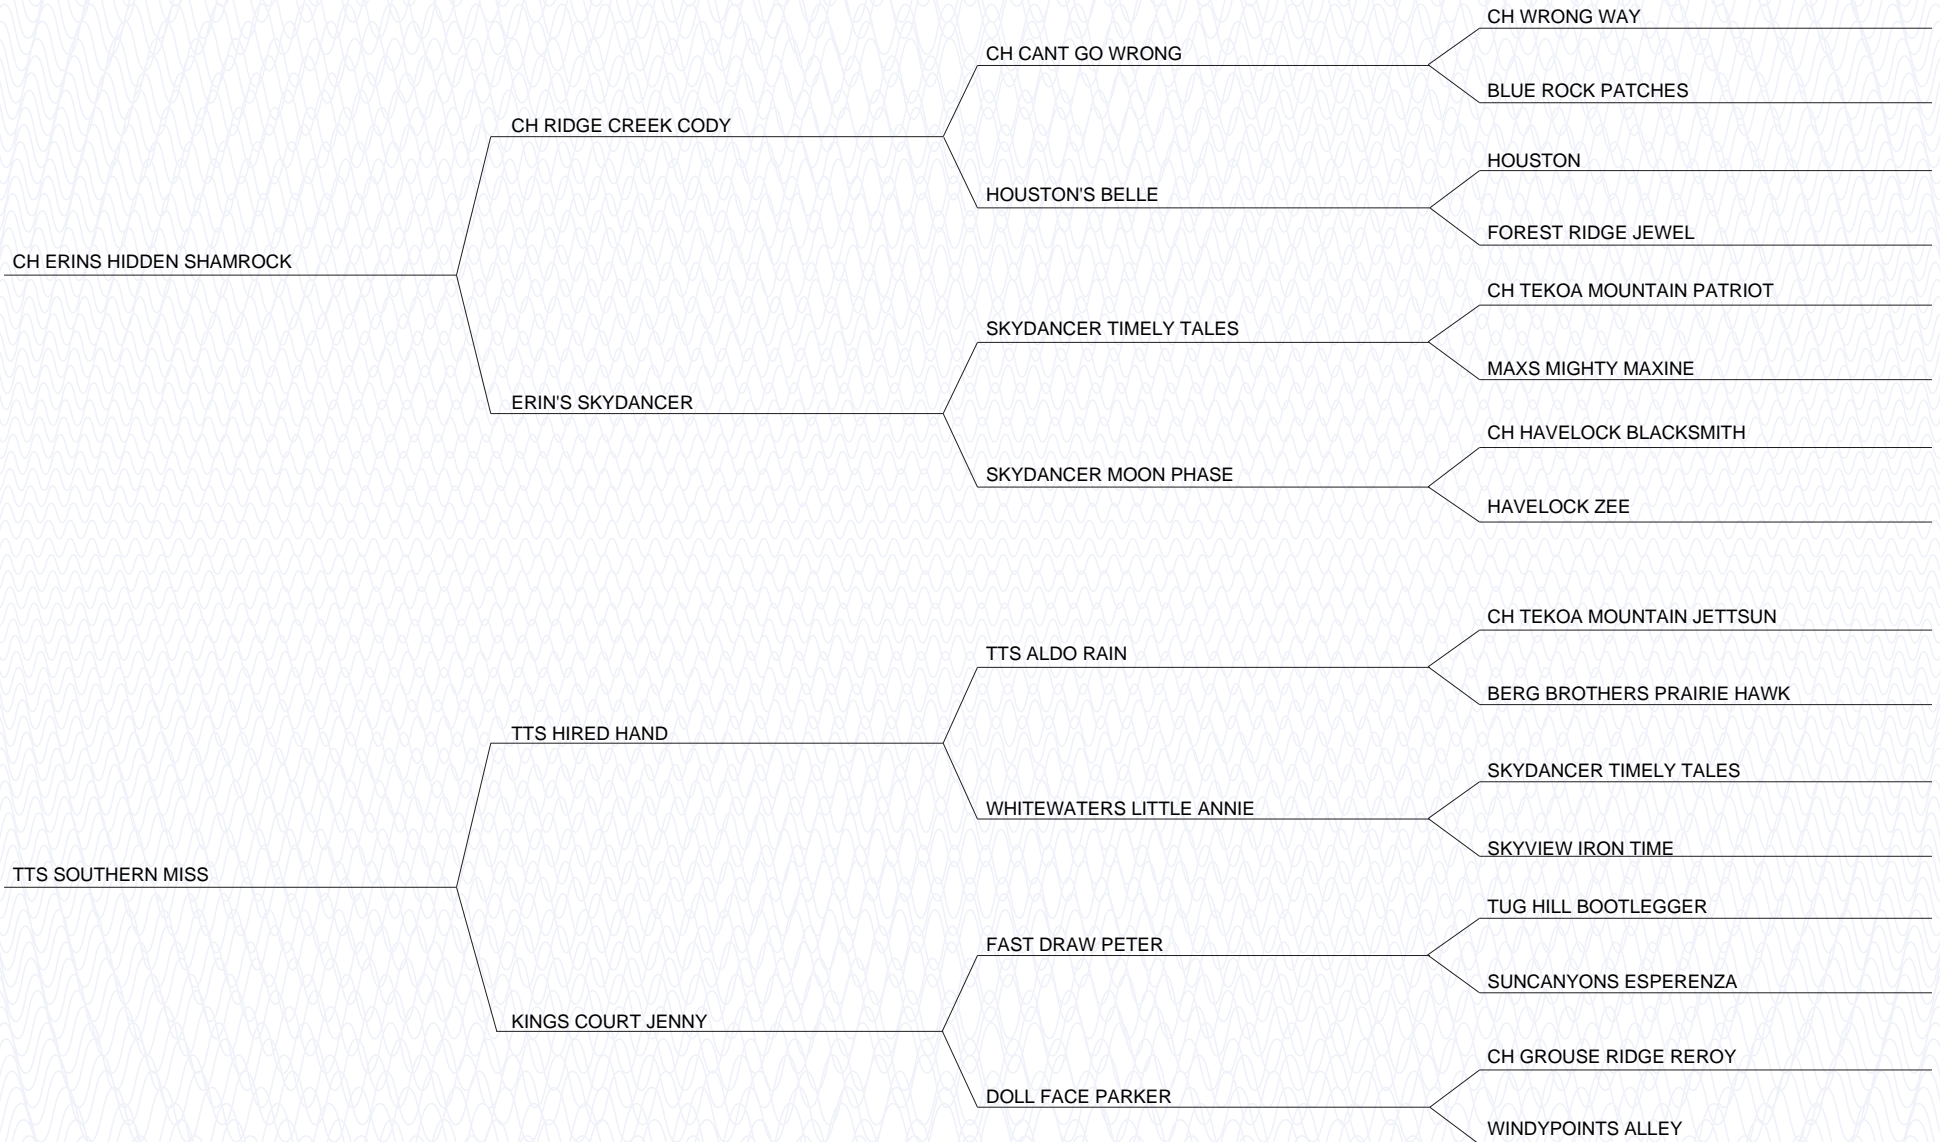 CH WRONG WAY
CH CANT GO WRONG
BLUE ROCK PATCHES
CH RIDGE CREEK CODY
HOUSTON
HOUSTON'S BELLE
FOREST RIDGE JEWEL
CH ERINS HIDDEN SHAMROCK
CH TEKOA MOUNTAIN PATRIOT
SKYDANCER TIMELY TALES
MAXS MIGHTY MAXINE
ERIN'S SKYDANCER
CH HAVELOCK BLACKSMITH
SKYDANCER MOON PHASE
HAVELOCK ZEE
CH TEKOA MOUNTAIN JETTSUN
TTS ALDO RAIN
BERG BROTHERS PRAIRIE HAWK
TTS HIRED HAND
SKYDANCER TIMELY TALES
WHITEWATERS LITTLE ANNIE
SKYVIEW IRON TIME
TTS SOUTHERN MISS
TUG HILL BOOTLEGGER
FAST DRAW PETER
SUNCANYONS ESPERENZA
KINGS COURT JENNY
CH GROUSE RIDGE REROY
DOLL FACE PARKER
WINDYPOINTS ALLEY